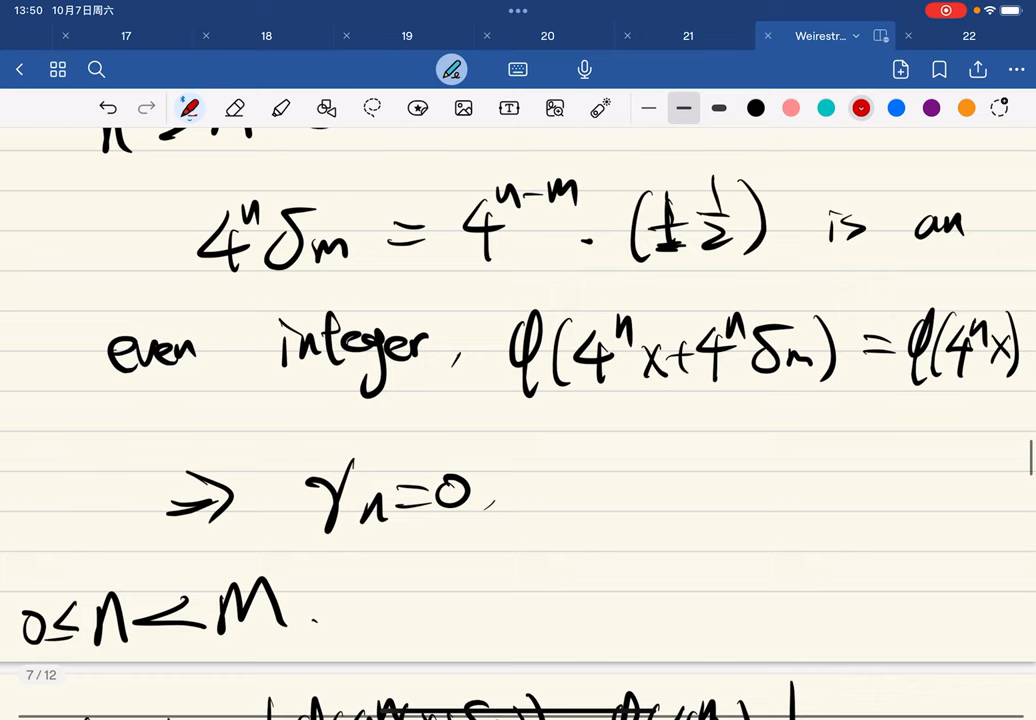 13:50 10月7日周六
17 18 19 20 21 Weirestr... 22
4ⁿδₘ = 4ⁿ⁻ᵐ · (±1/2) is an
even integer, φ(4ⁿx+4ⁿδₘ) = φ(4ⁿx)
⇒ γₙ=0,
0≤n<m.
7 / 12